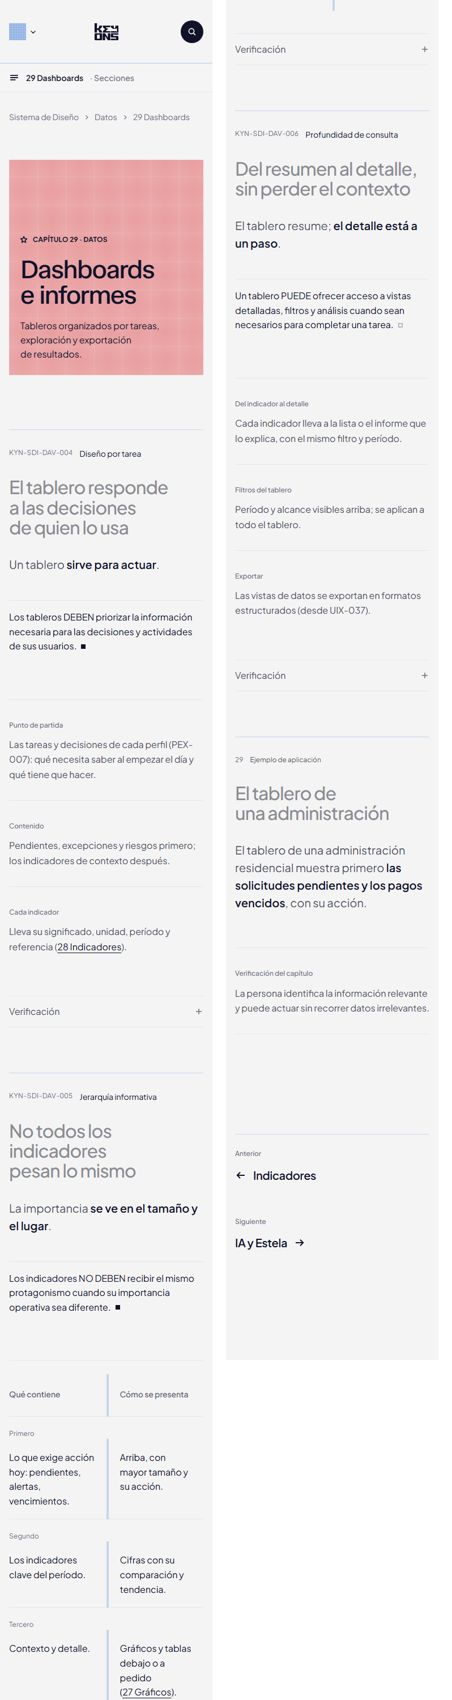 KEY
ONS
29 Dashboards · Secciones
Sistema de Diseño > Datos > 29 Dashboards
CAPÍTULO 29 · DATOS
Dashboards
e informes
Tableros organizados por tareas,
exploración y exportación
de resultados.
KYN-SDI-DAV-004 Diseño por tarea
El tablero responde
a las decisiones
de quien lo usa
Un tablero sirve para actuar.
Los tableros DEBEN priorizar la información
necesaria para las decisiones y actividades
de sus usuarios. ■
Punto de partida
Las tareas y decisiones de cada perfil (PEX-
007): qué necesita saber al empezar el día y
qué tiene que hacer.
Contenido
Pendientes, excepciones y riesgos primero;
los indicadores de contexto después.
Cada indicador
Lleva su significado, unidad, período y
referencia (28 Indicadores).
Verificación +
KYN-SDI-DAV-005 Jerarquía informativa
No todos los
indicadores
pesan lo mismo
La importancia se ve en el tamaño y
el lugar.
Los indicadores NO DEBEN recibir el mismo
protagonismo cuando su importancia
operativa sea diferente. ■
Qué contiene
Cómo se presenta
Primero
Lo que exige acción
hoy: pendientes,
alertas,
vencimientos.
Arriba, con
mayor tamaño y
su acción.
Segundo
Los indicadores
clave del período.
Cifras con su
comparación y
tendencia.
Tercero
Contexto y detalle.
Gráficos y tablas
debajo o a
pedido
(27 Gráficos).
Verificación +
KYN-SDI-DAV-006 Profundidad de consulta
Del resumen al detalle,
sin perder el contexto
El tablero resume; el detalle está a
un paso.
Un tablero PUEDE ofrecer acceso a vistas
detalladas, filtros y análisis cuando sean
necesarios para completar una tarea. □
Del indicador al detalle
Cada indicador lleva a la lista o el informe que
lo explica, con el mismo filtro y período.
Filtros del tablero
Período y alcance visibles arriba; se aplican a
todo el tablero.
Exportar
Las vistas de datos se exportan en formatos
estructurados (desde UIX-037).
Verificación +
29 Ejemplo de aplicación
El tablero de
una administración
El tablero de una administración
residencial muestra primero las
solicitudes pendientes y los pagos
vencidos, con su acción.
Verificación del capítulo
La persona identifica la información relevante
y puede actuar sin recorrer datos irrelevantes.
Anterior
← Indicadores
Siguiente
IA y Estela →